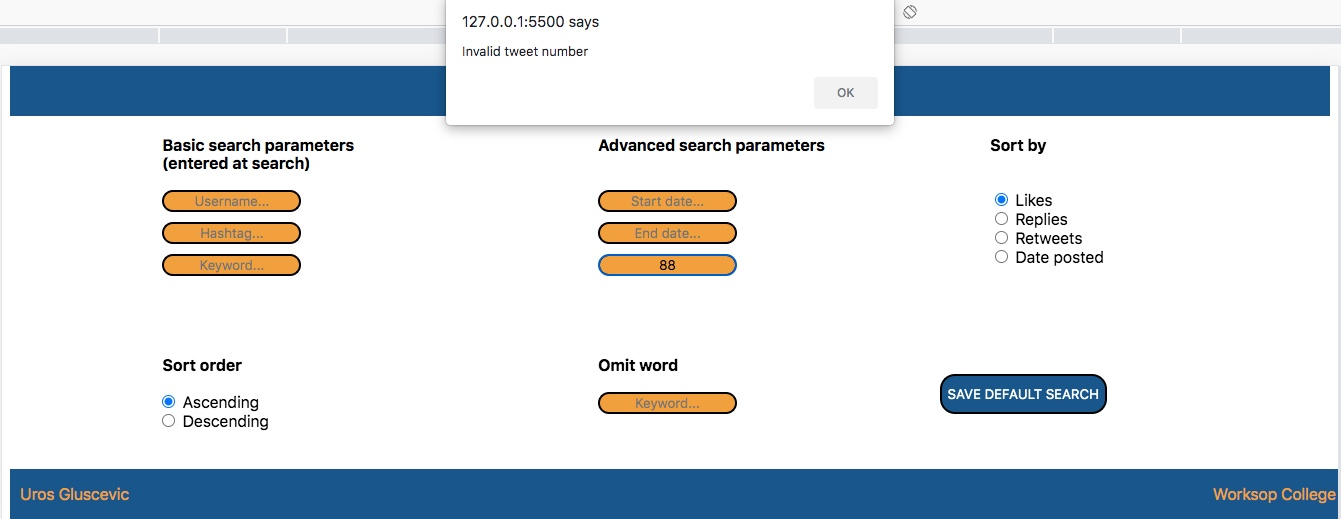 127.0.0.1:5500 says
Invalid tweet number
OK
Basic search parameters
(entered at search)
Username...
Hashtag...
Keyword...
Advanced search parameters
Start date...
End date...
88
Sort by
Likes
Replies
Retweets
Date posted
Sort order
Ascending
Descending
Omit word
Keyword...
SAVE DEFAULT SEARCH
Uros Gluscevic
Worksop College